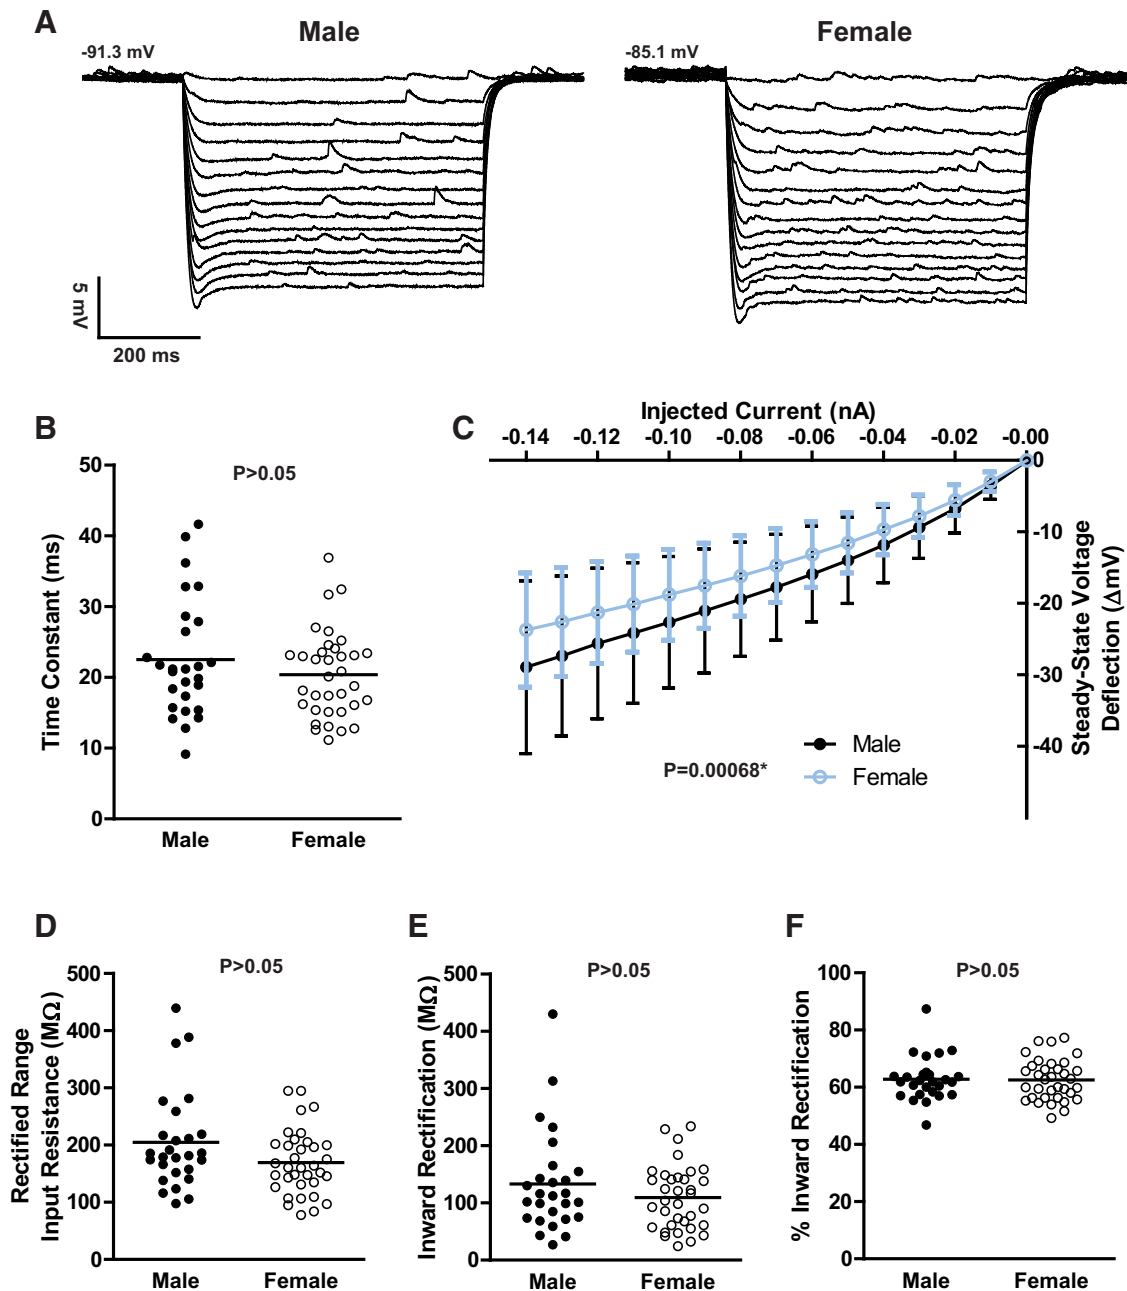 A
Male
Female
-91.3 mV
-85.1 mV
5 mV
200 ms
B
P>0.05
Time Constant (ms)
50
40
30
20
10
0
Male
Female
C
Injected Current (nA)
-0.14 -0.12 -0.10 -0.08 -0.06 -0.04 -0.02 -0.00
0
-10
-20
-30
-40
Steady-State Voltage
Deflection (ΔmV)
Male
Female
P=0.00068*
D
P>0.05
Rectified Range
Input Resistance (MΩ)
500
400
300
200
100
0
Male
Female
E
P>0.05
Inward Rectification (MΩ)
500
400
300
200
100
0
Male
Female
F
P>0.05
% Inward Rectification
100
80
60
40
20
0
Male
Female